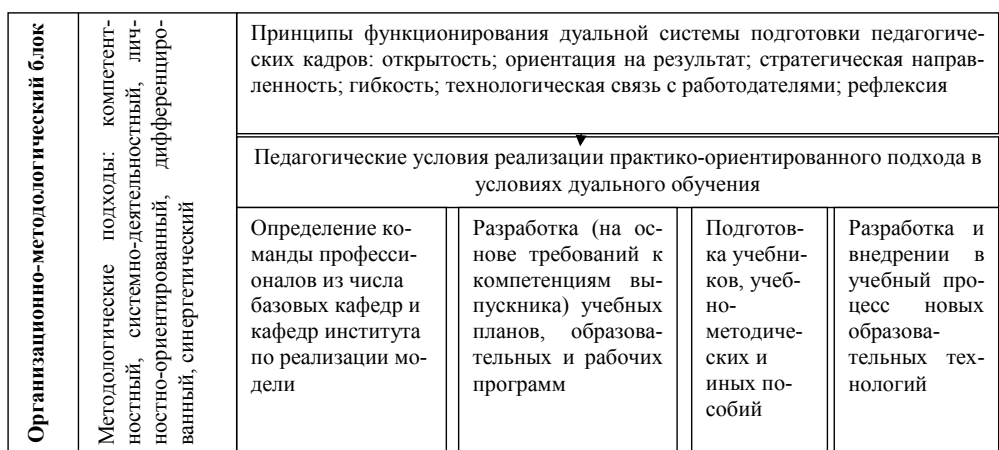 Организационно-методологический блок
Методологические подходы: компетент-
ностный, системно-деятельностный, лич-
ностно-ориентированный, дифференциро-
ванный, синергетический
Принципы функционирования дуальной системы подготовки педагогиче-
ских кадров: открытость; ориентация на результат; стратегическая направ-
ленность; гибкость; технологическая связь с работодателями; рефлексия
Педагогические условия реализации практико-ориентированного подхода в
условиях дуального обучения
Определение ко-
манды професси-
оналов из числа
базовых кафедр и
кафедр института
по реализации мо-
дели
Разработка (на ос-
нове требований к
компетенциям вы-
пускника) учебных
планов, образова-
тельных и рабочих
программ
Подготов-
ка учебни-
ков, учеб-
но-
методиче-
ских и
иных по-
собий
Разработка и
внедрении в
учебный про-
цесс новых
образова-
тельных тех-
нологий